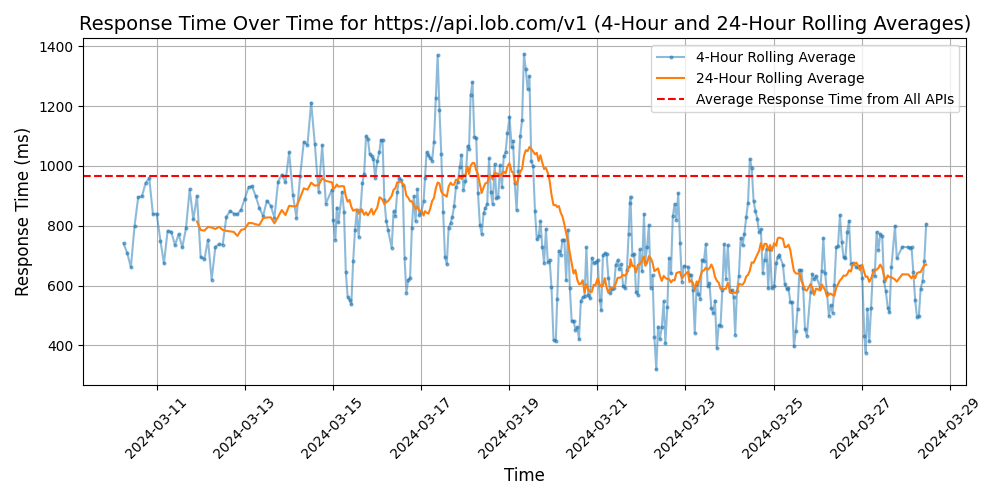 Response Time Over Time for https://api.lob.com/v1 (4-Hour and 24-Hour Rolling Averages)
4-Hour Rolling Average
24-Hour Rolling Average
Average Response Time from All APIs
Response Time (ms)
1400
1200
1000
800
600
400
2024-03-11
2024-03-13
2024-03-15
2024-03-17
2024-03-19
2024-03-21
2024-03-23
2024-03-25
2024-03-27
2024-03-29
Time